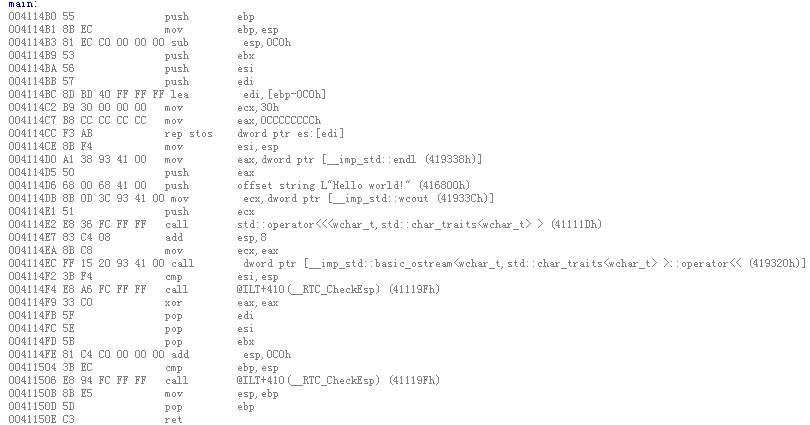 main:
004114B0 55 push ebp
004114B1 8B EC mov ebp, esp
004114B3 81 EC C0 00 00 00 sub esp, 0C0h
004114B9 53 push ebx
004114BA 56 push esi
004114BB 57 push edi
004114BC 8D BD 40 FF FF FF lea edi, [ebp-0C0h]
004114C2 B9 30 00 00 00 mov ecx, 30h
004114C7 B8 CC CC CC CC mov eax, 0CCCCCCCCh
004114CC F3 AB rep stos dword ptr es:[edi]
004114CE 8B F4 mov esi, esp
004114D0 A1 38 93 41 00 mov eax, dword ptr [__imp_std::endl (419338h)]
004114D5 50 push eax
004114D6 68 00 68 41 00 push offset string L"Hello world!" (416800h)
004114DB 8B 0D 3C 93 41 00 mov ecx, dword ptr [__imp_std::wcout (41933Ch)]
004114E1 51 push ecx
004114E2 E8 36 FC FF FF call std::operator<<<wchar_t, std::char_traits<wchar_t> > (41111Dh)
004114E7 83 C4 08 add esp, 8
004114EA 8B C8 mov ecx, eax
004114EC FF 15 20 93 41 00 call dword ptr [__imp_std::basic_ostream<wchar_t, std::char_traits<wchar_t> >::operator<< (419320h)]
004114F2 3B F4 cmp esi, esp
004114F4 E8 A6 FC FF FF call @ILT+410(__RTC_CheckEsp) (41119Fh)
004114F9 33 C0 xor eax, eax
004114FB 5F pop edi
004114FC 5E pop esi
004114FD 5B pop ebx
004114FE 81 C4 C0 00 00 00 add esp, 0C0h
00411504 3B EC cmp ebp, esp
00411506 E8 94 FC FF FF call @ILT+410(__RTC_CheckEsp) (41119Fh)
0041150B 8B E5 mov esp, ebp
0041150D 5D pop ebp
0041150E C3 ret